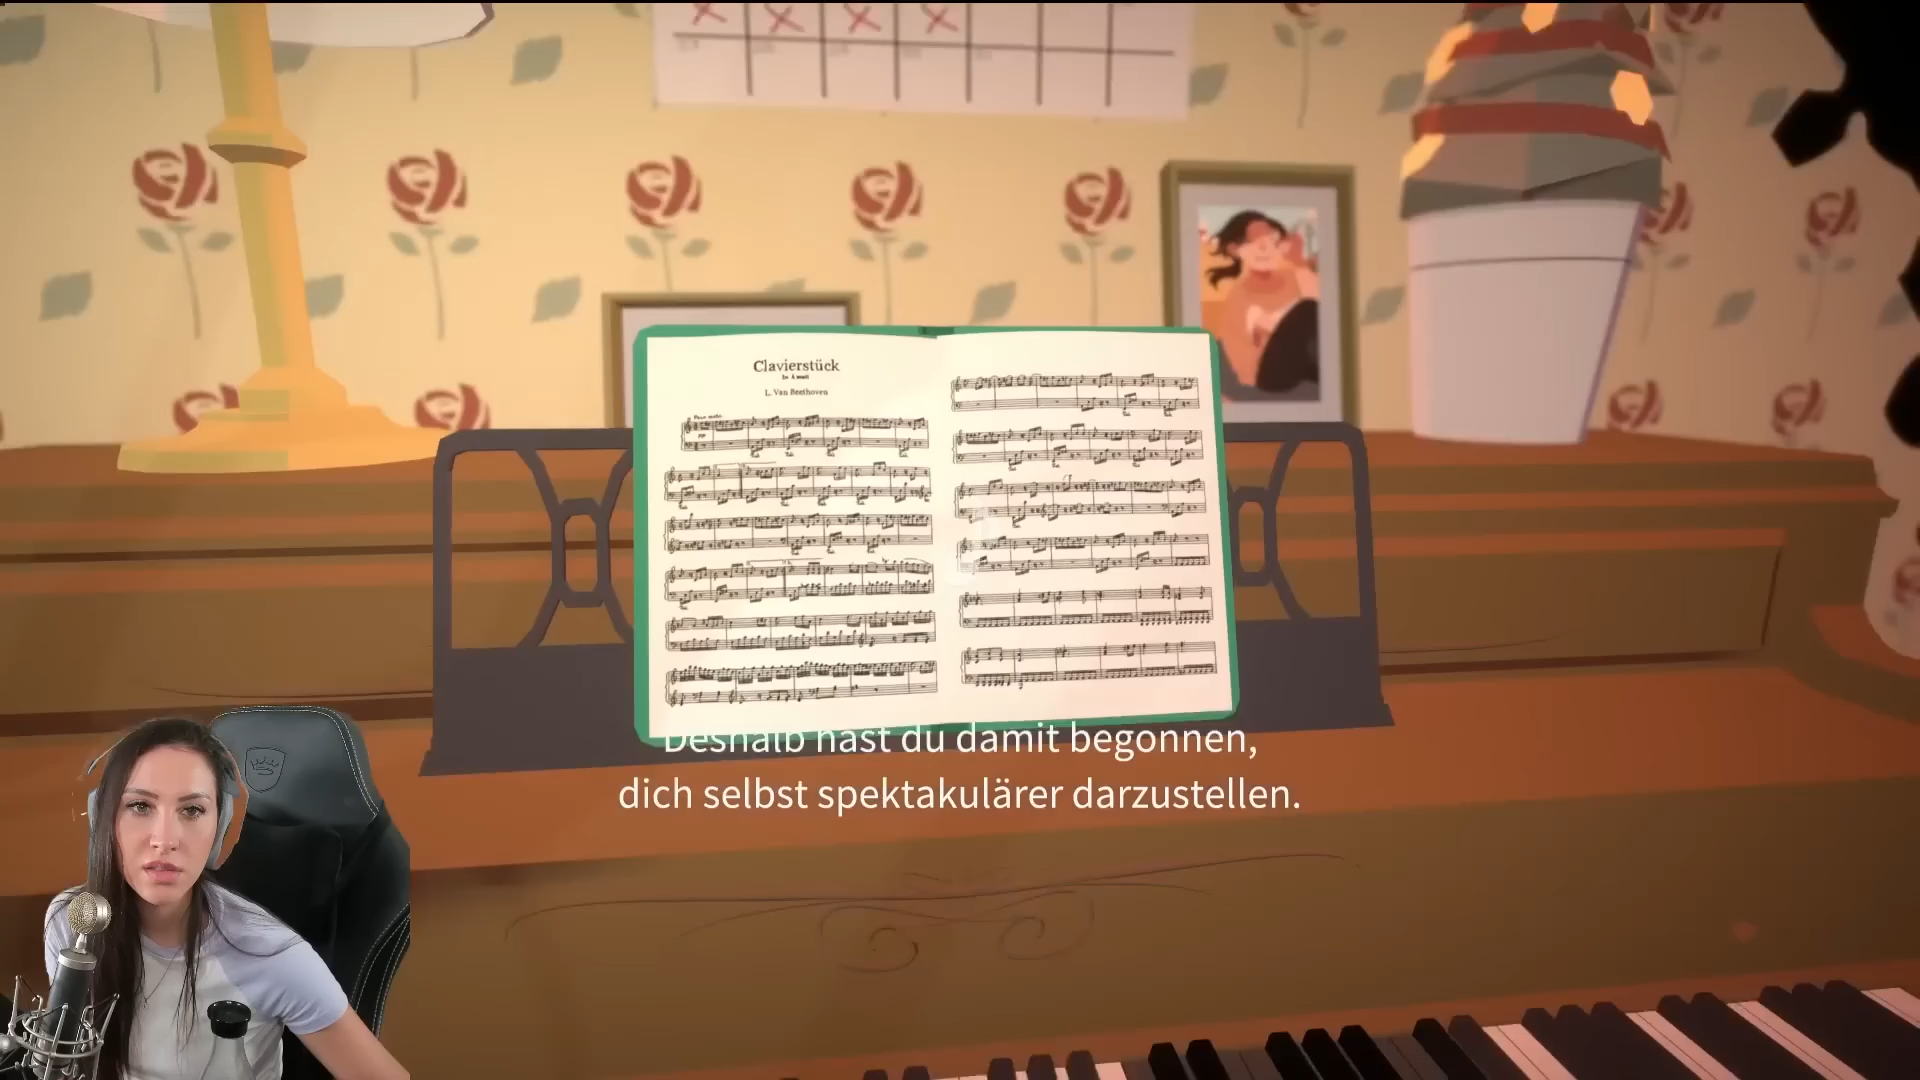 Clavierstück
L. Van Beethoven
Deshalb hast du damit begonnen,
dich selbst spektakulärer darzustellen.